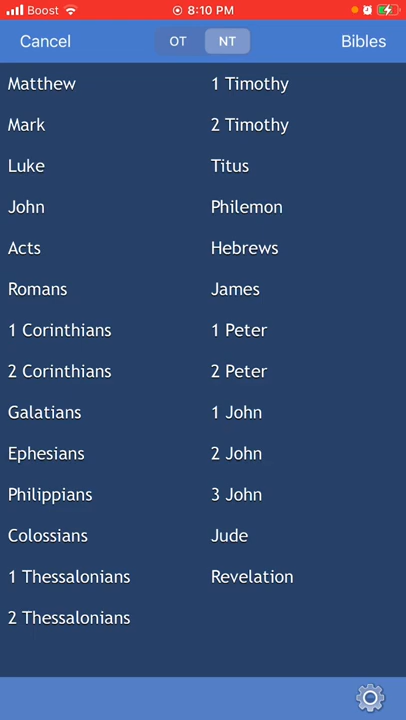 Boost 8:10 PM
Cancel OT NT Bibles
Matthew 1 Timothy
Mark 2 Timothy
Luke Titus
John Philemon
Acts Hebrews
Romans James
1 Corinthians 1 Peter
2 Corinthians 2 Peter
Galatians 1 John
Ephesians 2 John
Philippians 3 John
Colossians Jude
1 Thessalonians Revelation
2 Thessalonians